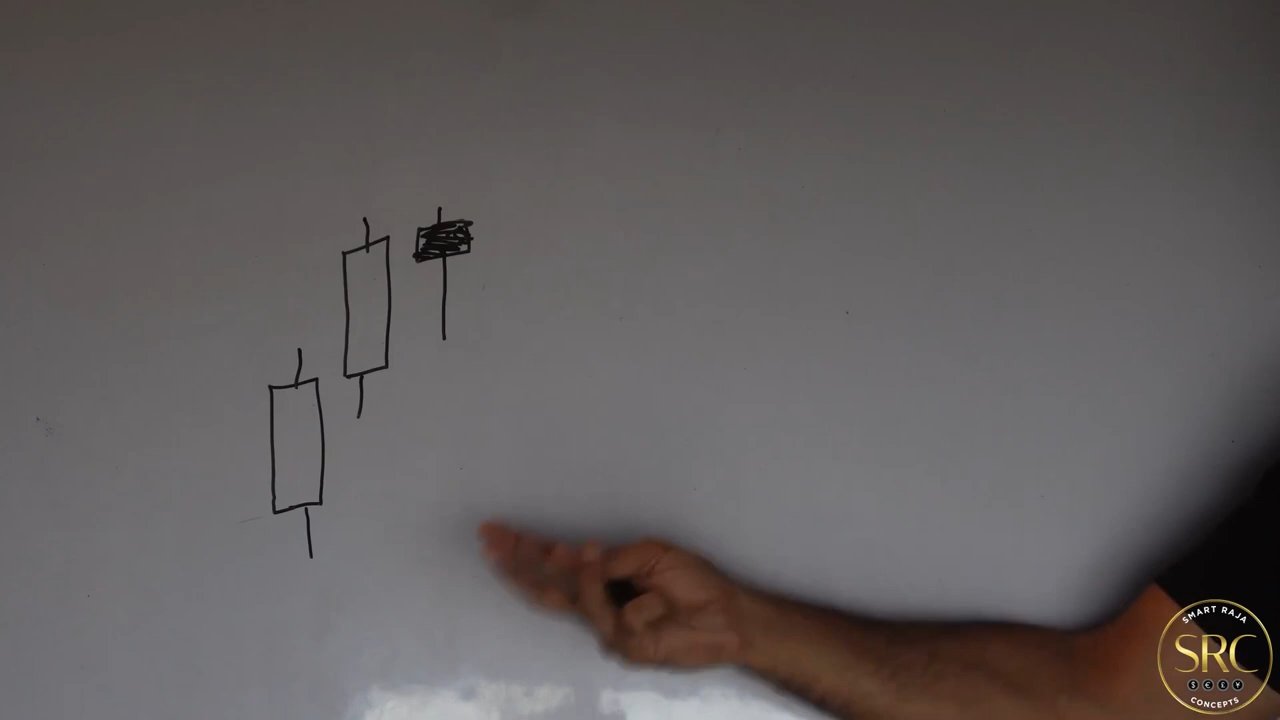 SMART RAJA
SRC
$ € £ ¥
CONCEPTS